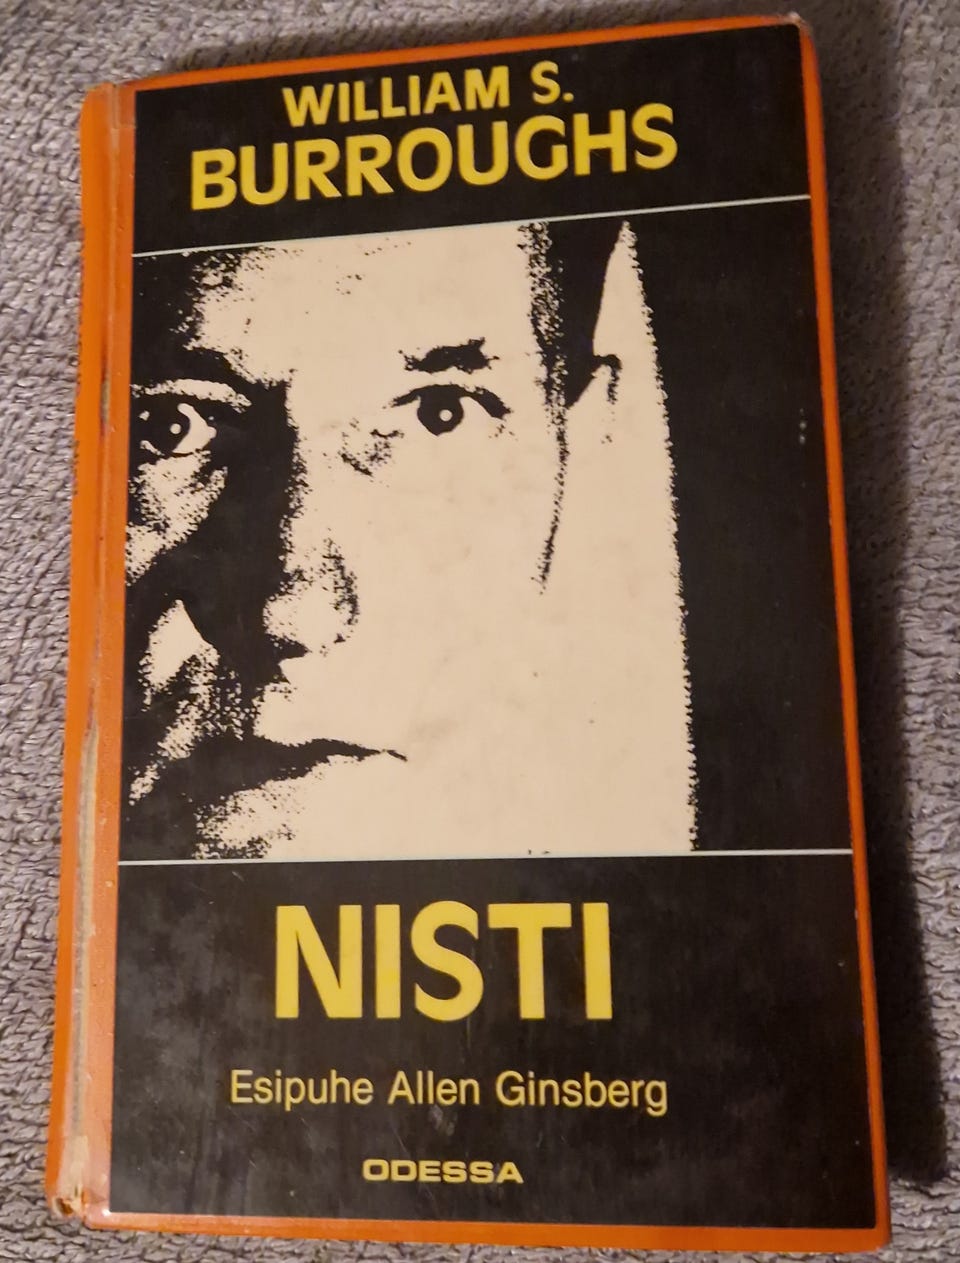 WILLIAM S.
BURROUGHS
NISTI
Esipuhe Allen Ginsberg
ODESSA